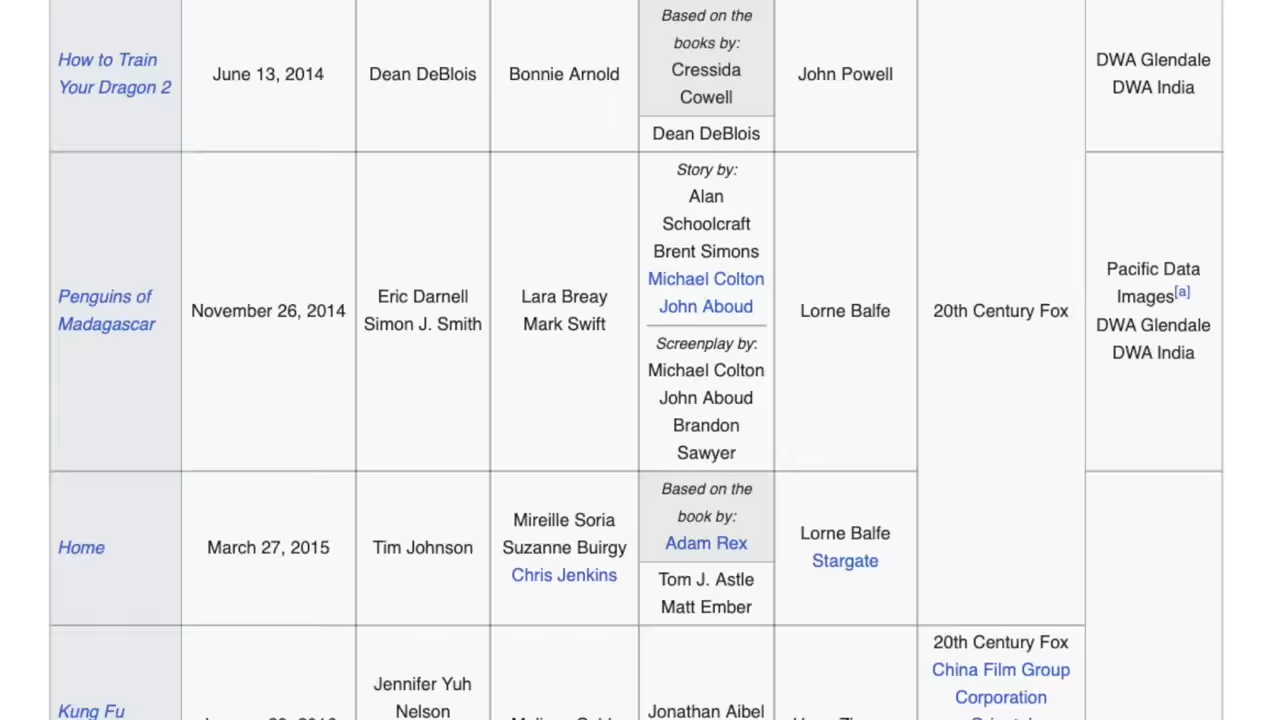 How to Train
Your Dragon 2
June 13, 2014
Dean DeBlois
Bonnie Arnold
Based on the
books by:
Cressida
Cowell
Dean DeBlois
John Powell
DWA Glendale
DWA India
Penguins of
Madagascar
November 26, 2014
Eric Darnell
Simon J. Smith
Lara Breay
Mark Swift
Story by:
Alan
Schoolcraft
Brent Simons
Michael Colton
John Aboud
Screenplay by:
Michael Colton
John Aboud
Brandon
Sawyer
Lorne Balfe
20th Century Fox
Pacific Data
Images[a]
DWA Glendale
DWA India
Home
March 27, 2015
Tim Johnson
Mireille Soria
Suzanne Buirgy
Chris Jenkins
Based on the
book by:
Adam Rex
Tom J. Astle
Matt Ember
Lorne Balfe
Stargate
Kung Fu
Jennifer Yuh
Nelson
Jonathan Aibel
20th Century Fox
China Film Group
Corporation